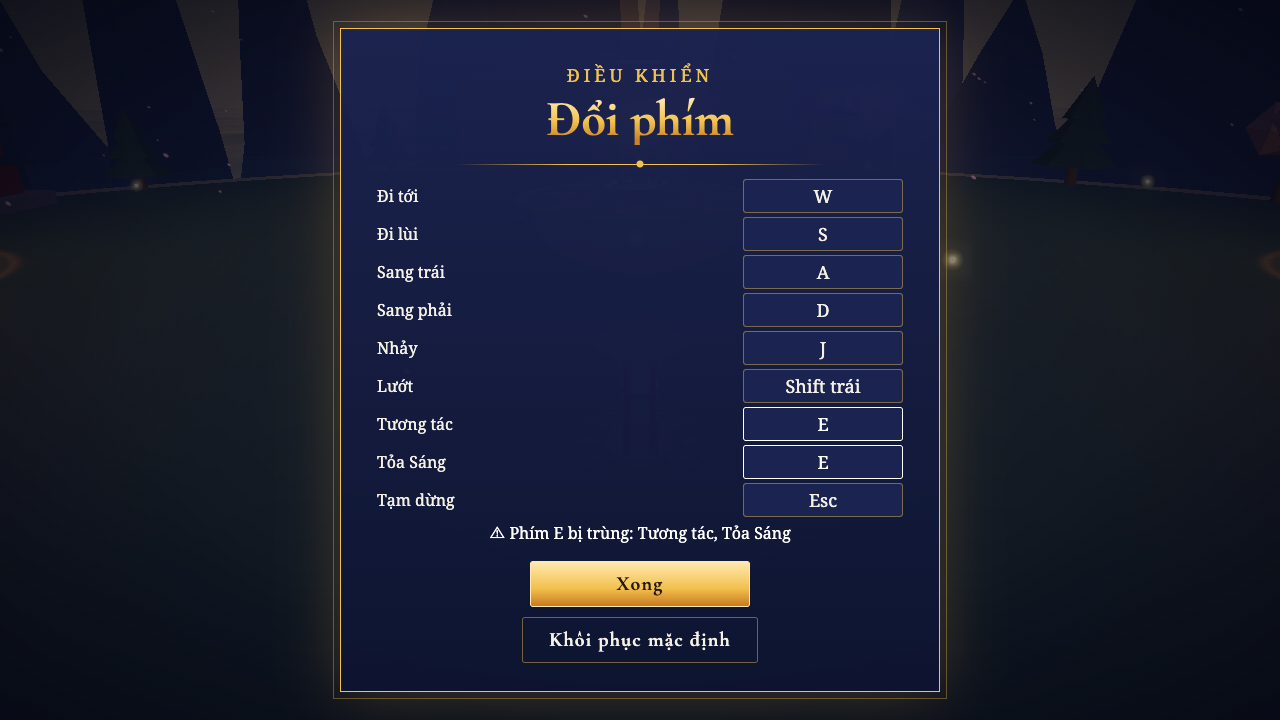 ĐIỀU KHIỂN
Đổi phím
Đi tới W
Đi lùi S
Sang trái A
Sang phải D
Nhảy J
Lướt Shift trái
Tương tác E
Tỏa Sáng E
Tạm dừng Esc
⚠ Phím E bị trùng: Tương tác, Tỏa Sáng
Xong
Khôi phục mặc định